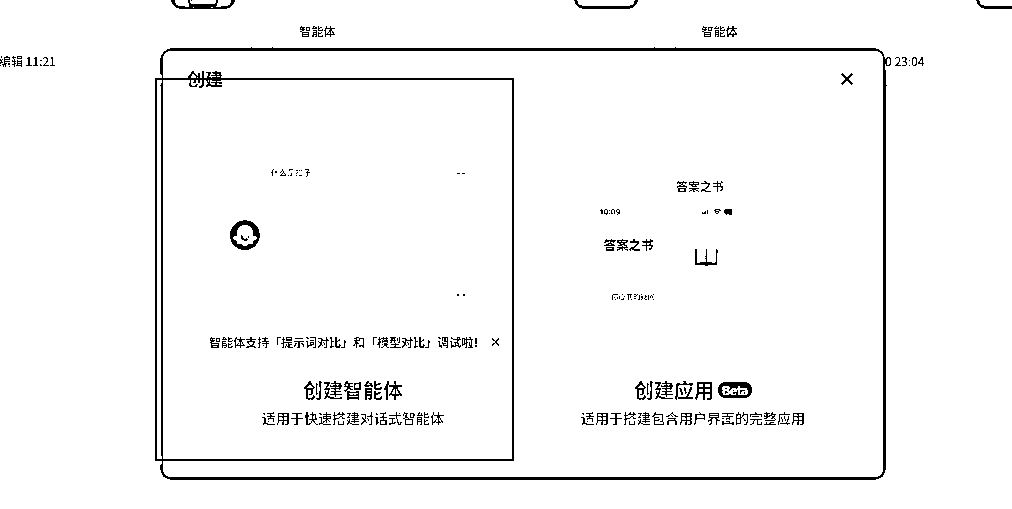 智能体
智能体
编辑 11:21
0 23:04
创建
什么是扣子
答案之书
10:09
答案之书
智能体支持「提示词对比」和「模型对比」调试啦!
创建智能体
适用于快速搭建对话式智能体
创建应用 Beta
适用于搭建包含用户界面的完整应用